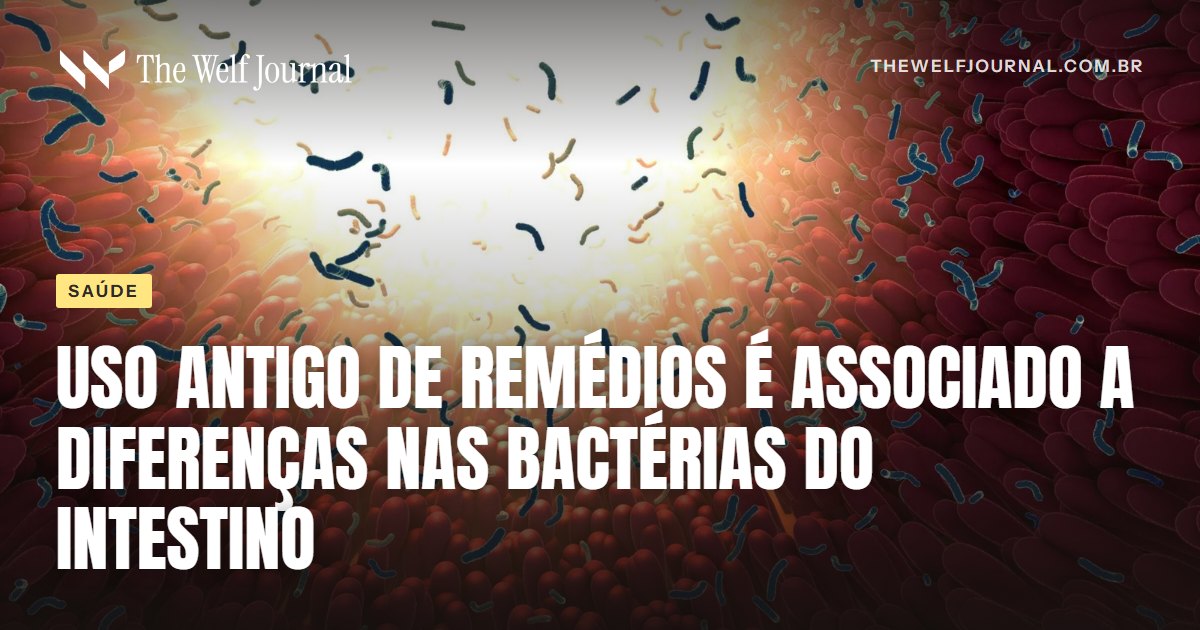 The Welf Journal
THEWELFJOURNAL.COM.BR
SAÚDE
USO ANTIGO DE REMÉDIOS É ASSOCIADO A
DIFERENÇAS NAS BACTÉRIAS DO
INTESTINO